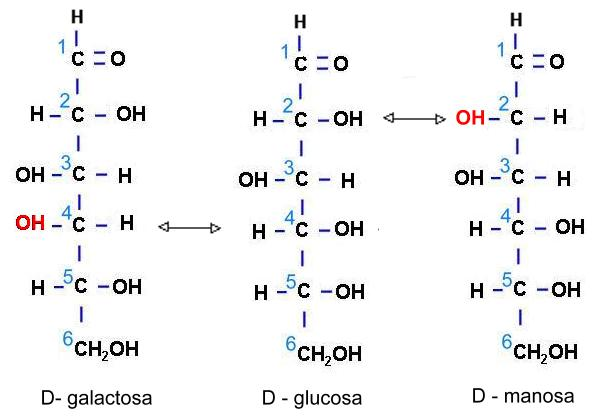 H H H
1 C = O 1 C = O 1 C = O
H – 2 C – OH H – 2 C – OH OH – 2 C – H
OH – 3 C – H OH – 3 C – H OH – 3 C – H
OH – 4 C – H H – 4 C – OH H – 4 C – OH
H – 5 C – OH H – 5 C – OH H – 5 C – OH
6 CH₂OH 6 CH₂OH 6 CH₂OH
D- galactosa D - glucosa D - manosa